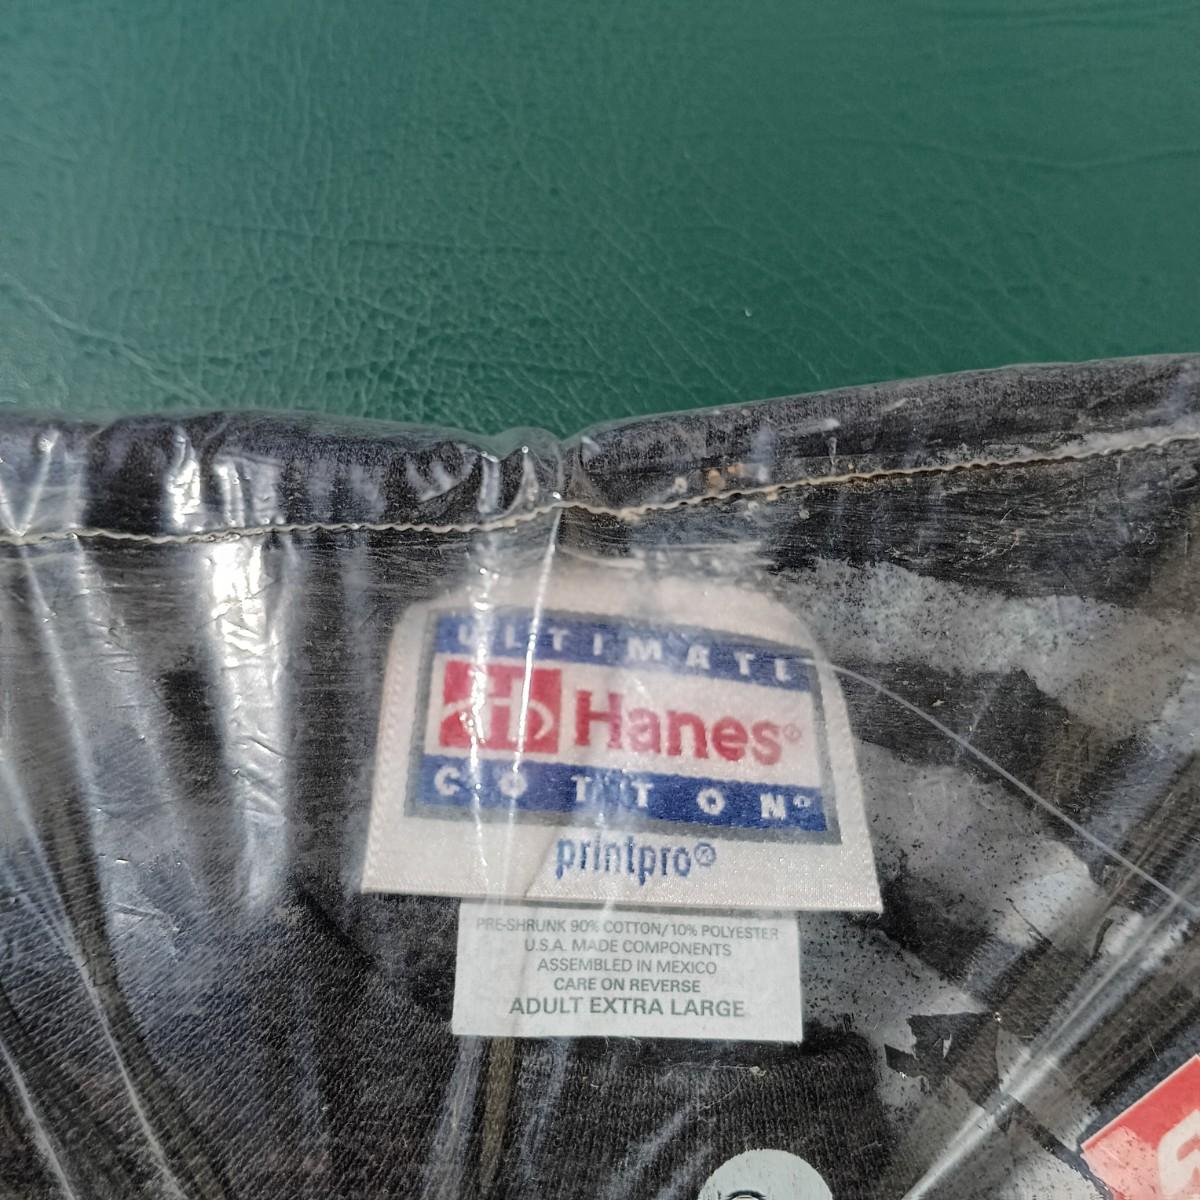 ULTIMATE
Hanes®
COTTON®
printpro®
PRE-SHRUNK 90% COTTON/10% POLYESTER
U.S.A. MADE COMPONENTS
ASSEMBLED IN MEXICO
CARE ON REVERSE
ADULT EXTRA LARGE